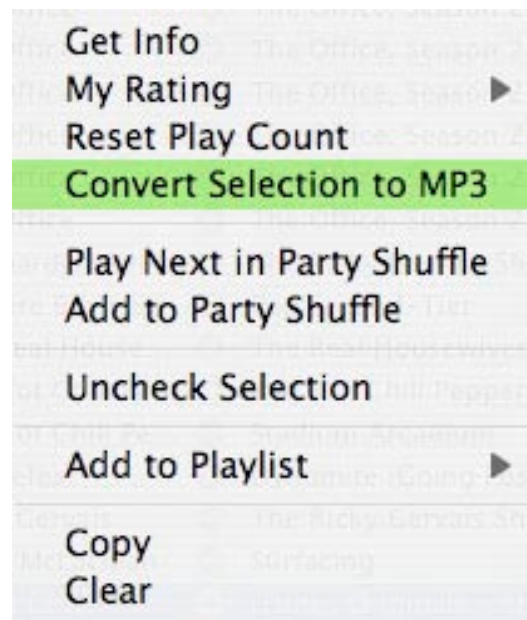 Get Info
My Rating
Reset Play Count
Convert Selection to MP3
Play Next in Party Shuffle
Add to Party Shuffle
Uncheck Selection
Add to Playlist
Copy
Clear